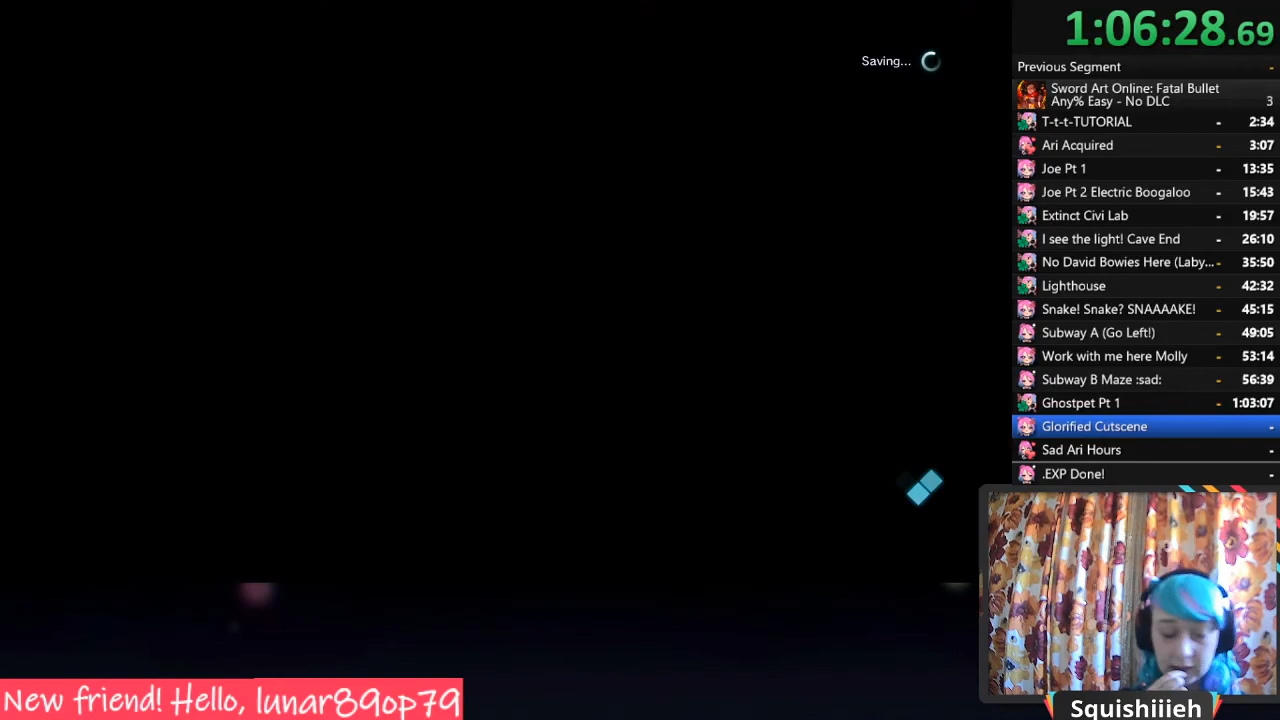 Saving...
1:06:28.69
Previous Segment -
Sword Art Online: Fatal Bullet
Any% Easy - No DLC 3
T-t-t-TUTORIAL - 2:34
Ari Acquired - 3:07
Joe Pt 1 - 13:35
Joe Pt 2 Electric Boogaloo - 15:43
Extinct Civi Lab - 19:57
I see the light! Cave End - 26:10
No David Bowies Here (Laby... - 35:50
Lighthouse - 42:32
Snake! Snake? SNAAAAKE! - 45:15
Subway A (Go Left!) - 49:05
Work with me here Molly - 53:14
Subway B Maze :sad: - 56:39
Ghostpet Pt 1 - 1:03:07
Glorified Cutscene -
Sad Ari Hours -
.EXP Done! -
New friend! Hello, lunar89op79
Squishiiieh